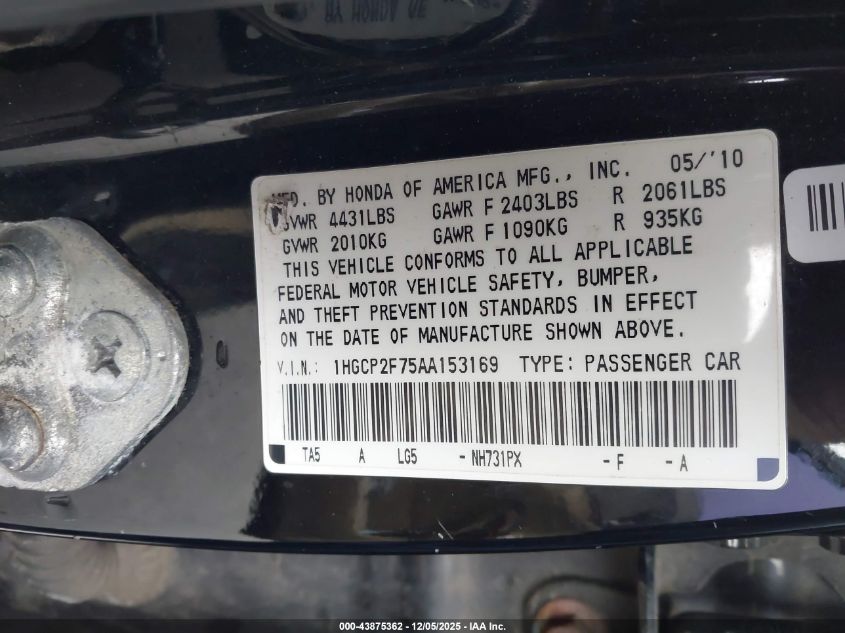 MFD. BY HONDA OF AMERICA MFG., INC. 05/'10
GVWR 4431LBS GAWR F 2403LBS R 2061LBS
GVWR 2010KG GAWR F 1090KG R 935KG
THIS VEHICLE CONFORMS TO ALL APPLICABLE
FEDERAL MOTOR VEHICLE SAFETY, BUMPER,
AND THEFT PREVENTION STANDARDS IN EFFECT
ON THE DATE OF MANUFACTURE SHOWN ABOVE.
V.I.N.: 1HGCP2F75AA153169 TYPE: PASSENGER CAR
TA5 A LG5 - NH731PX - F - A
000-43875362 - 12/05/2025 - IAA Inc.